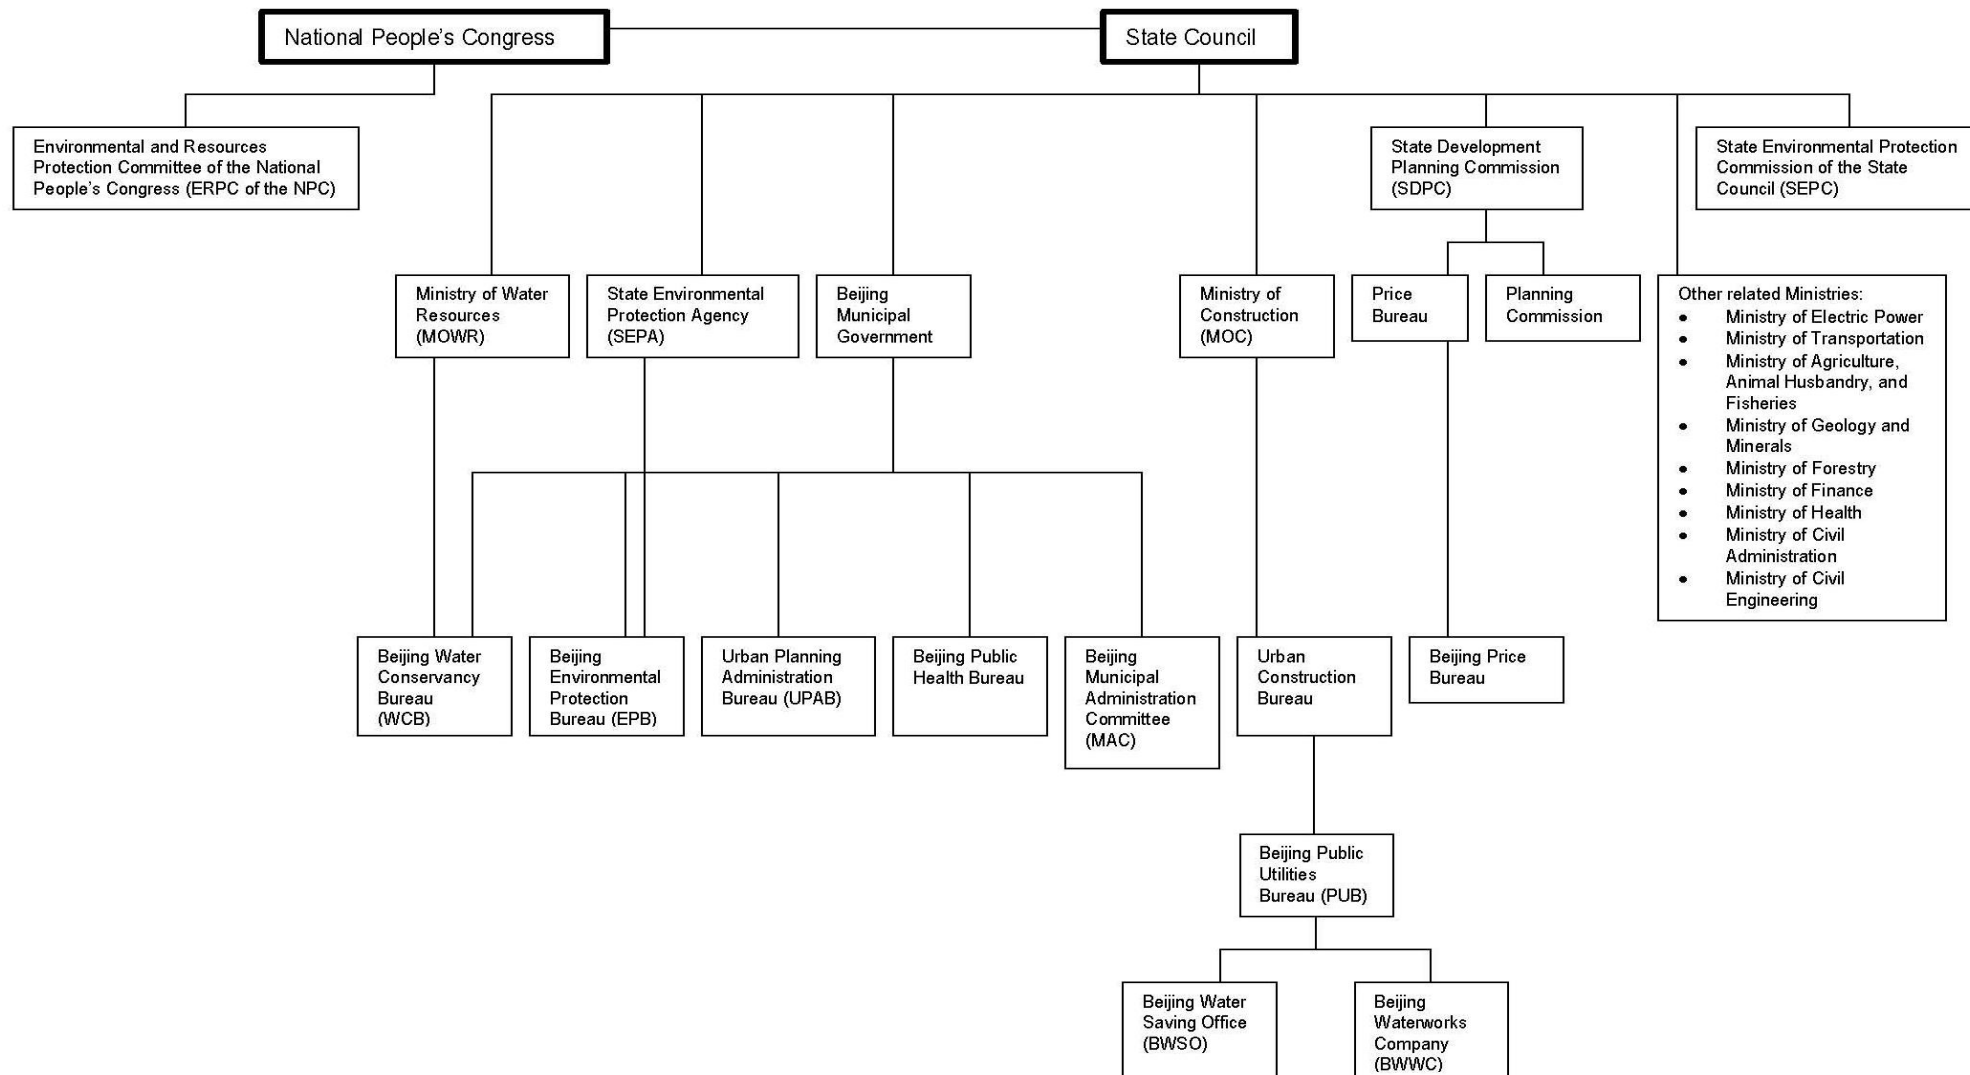 National People's Congress
State Council
Environmental and Resources
Protection Committee of the National
People's Congress (ERPC of the NPC)
State Development
Planning Commission
(SDPC)
State Environmental Protection
Commission of the State
Council (SEPC)
Ministry of Water
Resources
(MOWR)
State Environmental
Protection Agency
(SEPA)
Beijing
Municipal
Government
Ministry of
Construction
(MOC)
Price
Bureau
Planning
Commission
Other related Ministries:
● Ministry of Electric Power
● Ministry of Transportation
● Ministry of Agriculture,
Animal Husbandry, and
Fisheries
● Ministry of Geology and
Minerals
● Ministry of Forestry
● Ministry of Finance
● Ministry of Health
● Ministry of Civil
Administration
● Ministry of Civil
Engineering
Beijing Water
Conservancy
Bureau
(WCB)
Beijing
Environmental
Protection
Bureau (EPB)
Urban Planning
Administration
Bureau (UPAB)
Beijing Public
Health Bureau
Beijing
Municipal
Administration
Committee
(MAC)
Urban
Construction
Bureau
Beijing Price
Bureau
Beijing Public
Utilities
Bureau (PUB)
Beijing Water
Saving Office
(BWSO)
Beijing
Waterworks
Company
(BWWC)